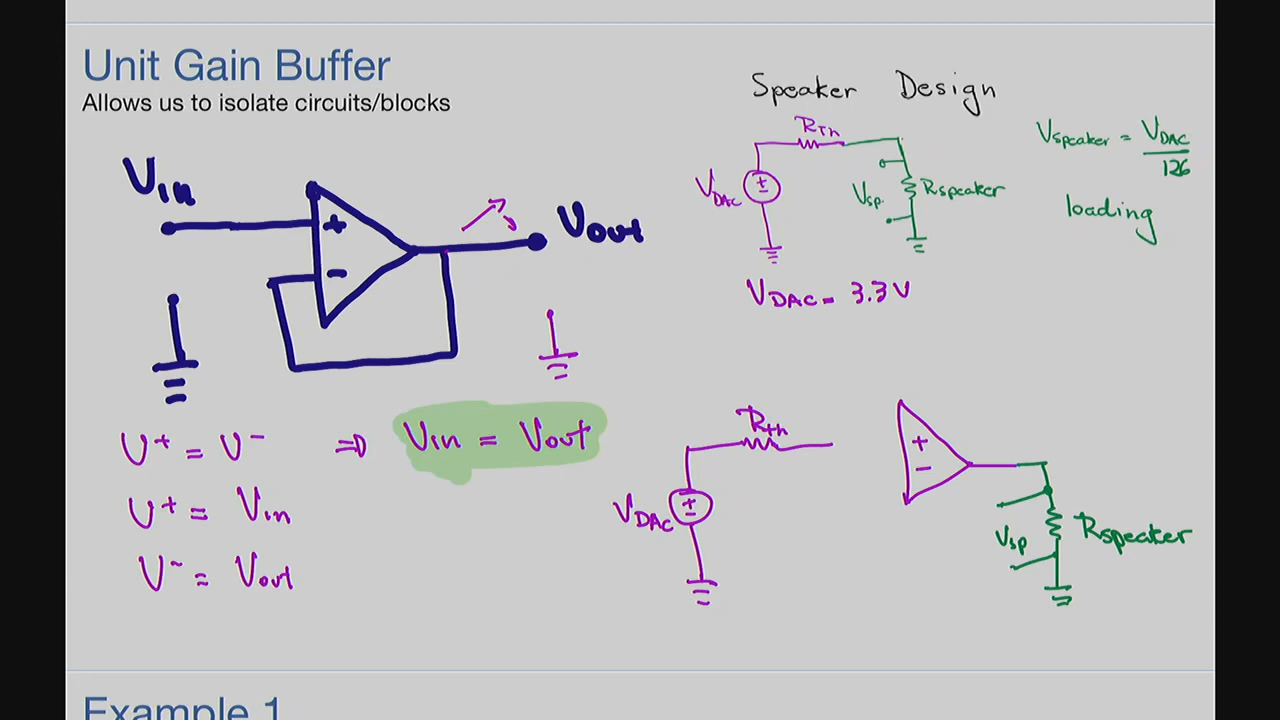 Unit Gain Buffer
Allows us to isolate circuits/blocks
Vin
+
-
Vout
U+ = U- ⇒ Vin = Vout
U+ = Vin
V- = Vout
Speaker Design
RTh
VDAC
+
Vsp.
Rspeaker
Vspeaker = VDAC / 126
loading
VDAC = 3.3V
Rth
VDAC
+
+
-
Vsp
Rspeaker
Example 1